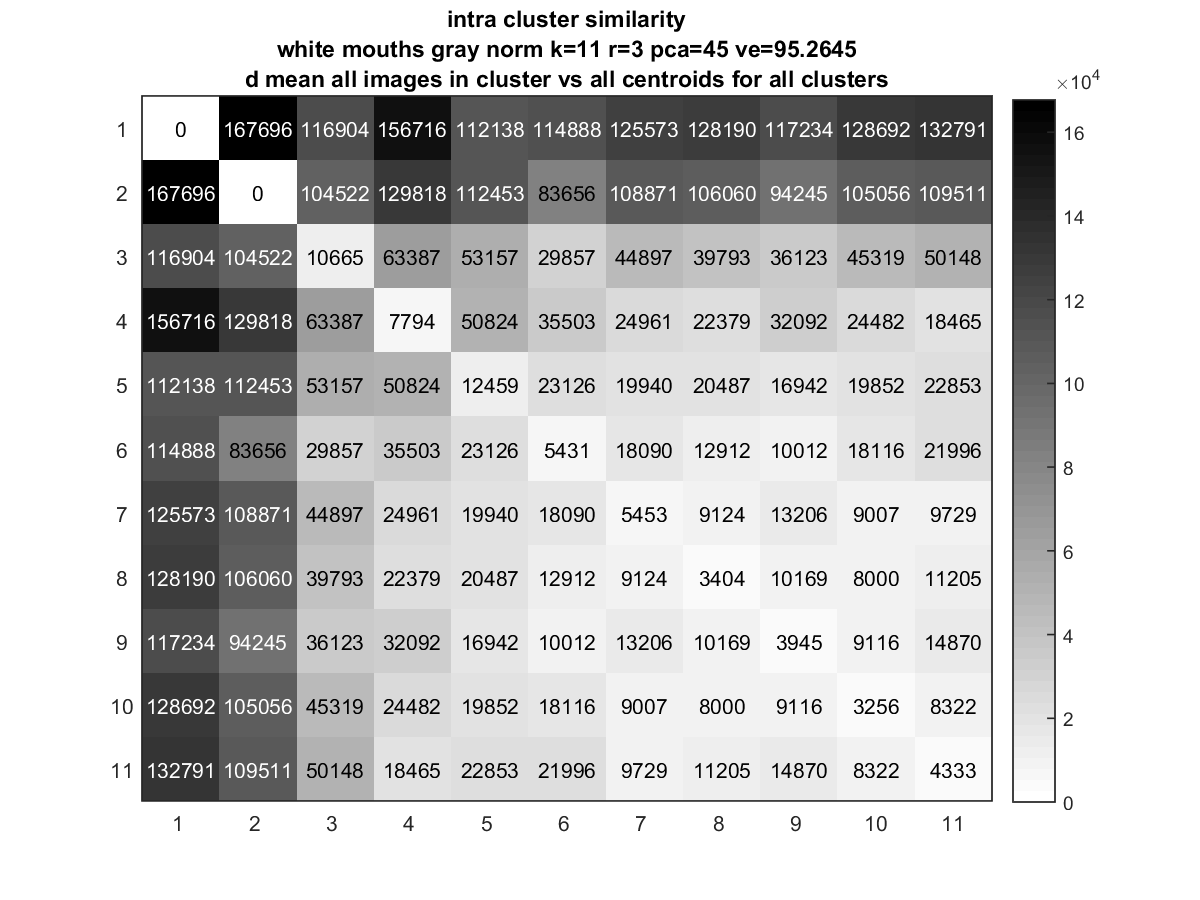 intra cluster similarity
white mouths gray norm k=11 r=3 pca=45 ve=95.2645
d mean all images in cluster vs all centroids for all clusters
×10⁴
1 0 167696 116904 156716 112138 114888 125573 128190 117234 128692 132791
2 167696 0 104522 129818 112453 83656 108871 106060 94245 105056 109511
3 116904 104522 10665 63387 53157 29857 44897 39793 36123 45319 50148
4 156716 129818 63387 7794 50824 35503 24961 22379 32092 24482 18465
5 112138 112453 53157 50824 12459 23126 19940 20487 16942 19852 22853
6 114888 83656 29857 35503 23126 5431 18090 12912 10012 18116 21996
7 125573 108871 44897 24961 19940 18090 5453 9124 13206 9007 9729
8 128190 106060 39793 22379 20487 12912 9124 3404 10169 8000 11205
9 117234 94245 36123 32092 16942 10012 13206 10169 3945 9116 14870
10 128692 105056 45319 24482 19852 18116 9007 8000 9116 3256 8322
11 132791 109511 50148 18465 22853 21996 9729 11205 14870 8322 4333
1 2 3 4 5 6 7 8 9 10 11
16
14
12
10
8
6
4
2
0